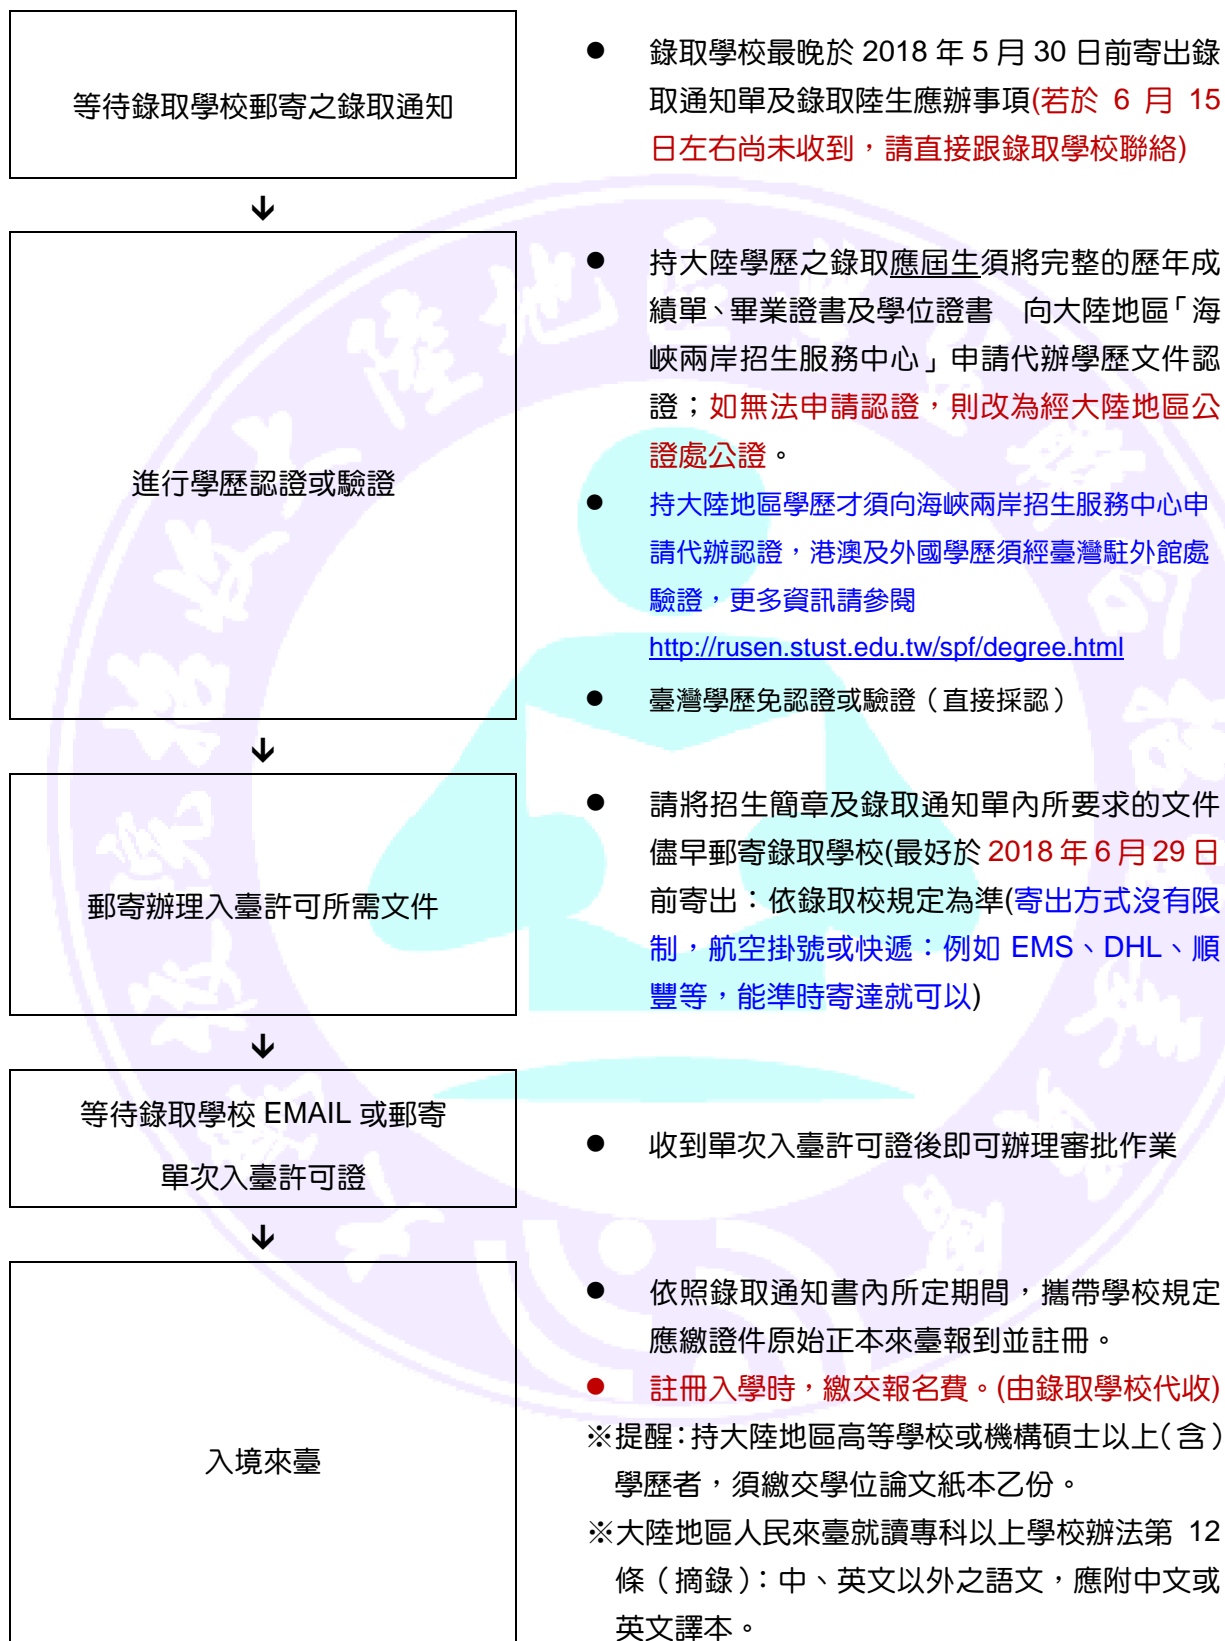 等待錄取學校郵寄之錄取通知
● 錄取學校最晚於 2018 年 5 月 30 日前寄出錄
取通知單及錄取陸生應辦事項(若於 6 月 15
日左右尚未收到，請直接跟錄取學校聯絡)
↓
進行學歷認證或驗證
● 持大陸學歷之錄取應屆生須將完整的歷年成
績單、畢業證書及學位證書　向大陸地區「海
峽兩岸招生服務中心」申請代辦學歷文件認
證；如無法申請認證，則改為經大陸地區公
證處公證。
● 持大陸地區學歷才須向海峽兩岸招生服務中心申
請代辦認證，港澳及外國學歷須經臺灣駐外館處
驗證，更多資訊請參閱
http://rusen.stust.edu.tw/spf/degree.html
● 臺灣學歷免認證或驗證（直接採認）
↓
郵寄辦理入臺許可所需文件
● 請將招生簡章及錄取通知單內所要求的文件
儘早郵寄錄取學校(最好於 2018 年 6 月 29 日
前寄出：依錄取校規定為準(寄出方式沒有限
制，航空掛號或快遞：例如 EMS、DHL、順
豐等，能準時寄達就可以)
↓
等待錄取學校 EMAIL 或郵寄
單次入臺許可證
● 收到單次入臺許可證後即可辦理審批作業
↓
入境來臺
● 依照錄取通知書內所定期間，攜帶學校規定
應繳證件原始正本來臺報到並註冊。
● 註冊入學時，繳交報名費。(由錄取學校代收)
※提醒：持大陸地區高等學校或機構碩士以上（含）
學歷者，須繳交學位論文紙本乙份。
※大陸地區人民來臺就讀專科以上學校辦法第 12
條（摘錄）：中、英文以外之語文，應附中文或
英文譯本。